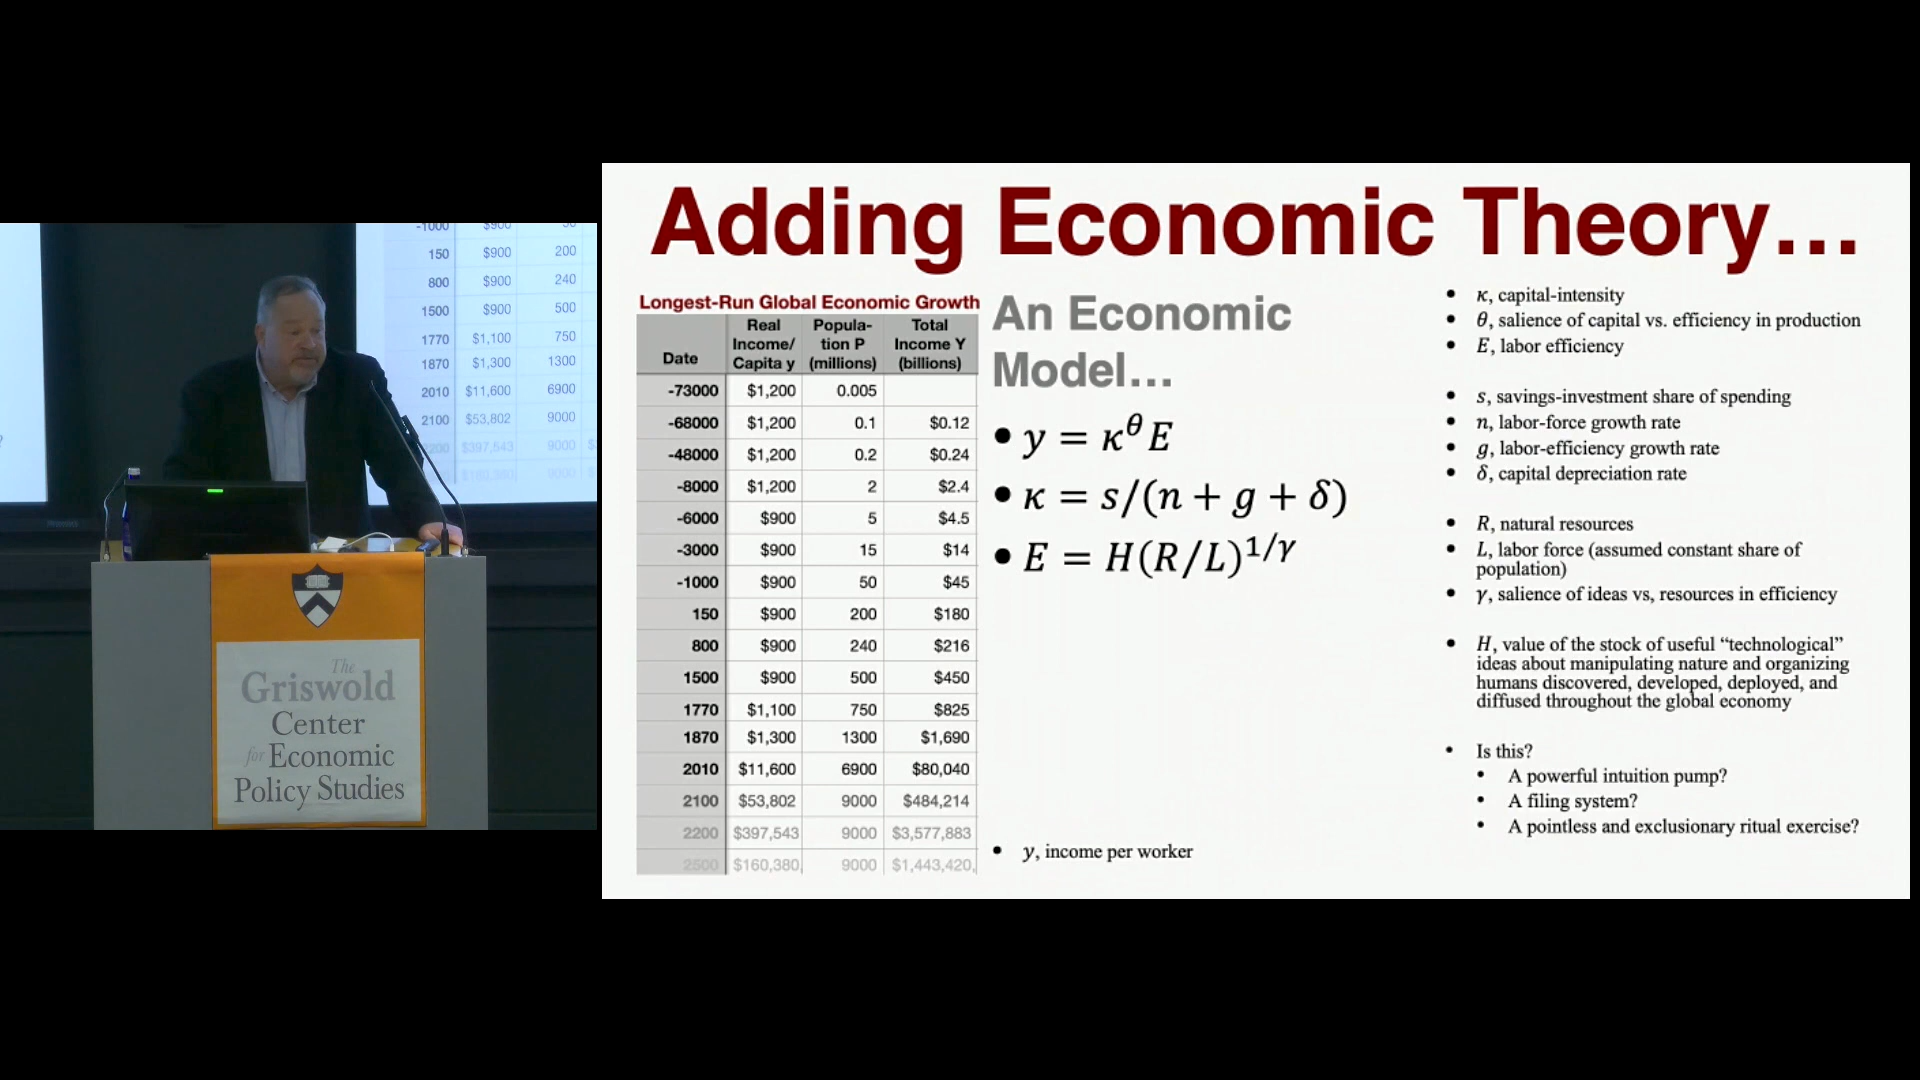 -1000 $900 50
150 $900 200
800 $900 240
1500 $900 500
1770 $1,100 750
1870 $1,300 1300
2010 $11,600 6900
2100 $53,802 9000
2200 $397,543 9000
$160,380, 9000
The
Griswold
Center
for Economic
Policy Studies
Adding Economic Theory...
Longest-Run Global Economic Growth
Date
Real
Income/
Capita y
Popula-
tion P
(millions)
Total
Income Y
(billions)
-73000 $1,200 0.005
-68000 $1,200 0.1 $0.12
-48000 $1,200 0.2 $0.24
-8000 $1,200 2 $2.4
-6000 $900 5 $4.5
-3000 $900 15 $14
-1000 $900 50 $45
150 $900 200 $180
800 $900 240 $216
1500 $900 500 $450
1770 $1,100 750 $825
1870 $1,300 1300 $1,690
2010 $11,600 6900 $80,040
2100 $53,802 9000 $484,214
2200 $397,543 9000 $3,577,883
2500 $160,380, 9000 $1,443,420,
An Economic
Model...
• y = κ^θ E
• κ = s/(n + g + δ)
• E = H(R/L)^{1/γ}
• y, income per worker
• κ, capital-intensity
• θ, salience of capital vs. efficiency in production
• E, labor efficiency
• s, savings-investment share of spending
• n, labor-force growth rate
• g, labor-efficiency growth rate
• δ, capital depreciation rate
• R, natural resources
• L, labor force (assumed constant share of
population)
• γ, salience of ideas vs, resources in efficiency
• H, value of the stock of useful “technological”
ideas about manipulating nature and organizing
humans discovered, developed, deployed, and
diffused throughout the global economy
• Is this?
• A powerful intuition pump?
• A filing system?
• A pointless and exclusionary ritual exercise?